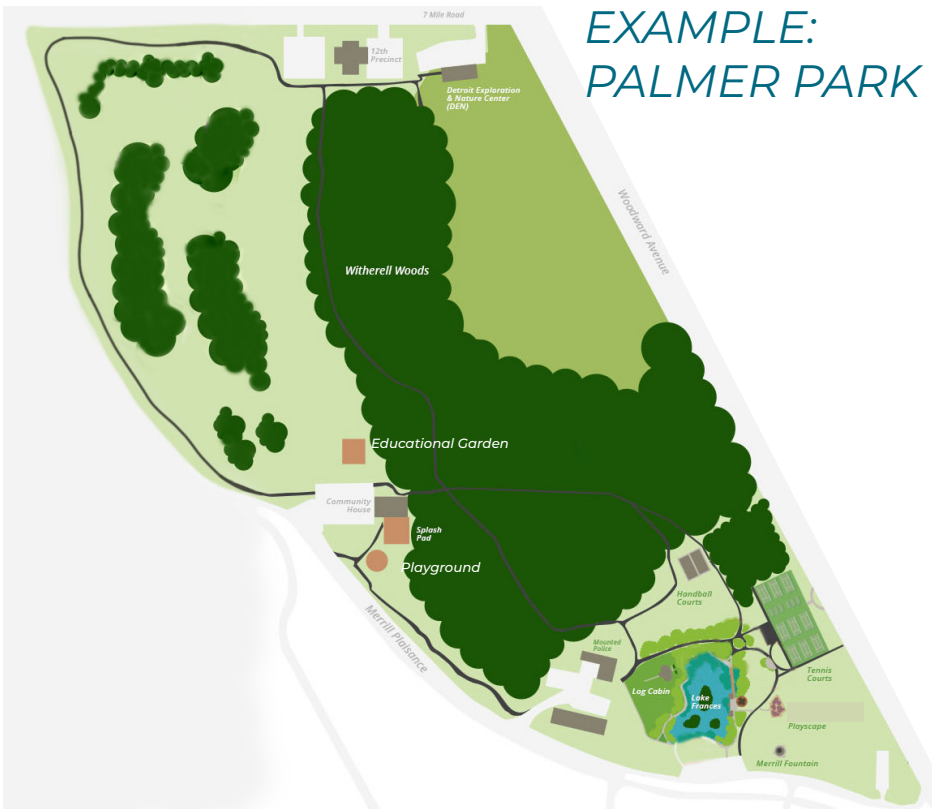 7 Mile Road
EXAMPLE:
PALMER PARK
12th
Precinct
Detroit Exploration
& Nature Center
(DEN)
Woodward Avenue
Witherell Woods
Educational Garden
Community
House
Splash
Pad
Playground
Merrill Plaisance
Handball
Courts
Mounted
Police
Tennis
Courts
Log Cabin
Lake
Frances
Playscape
Merrill Fountain